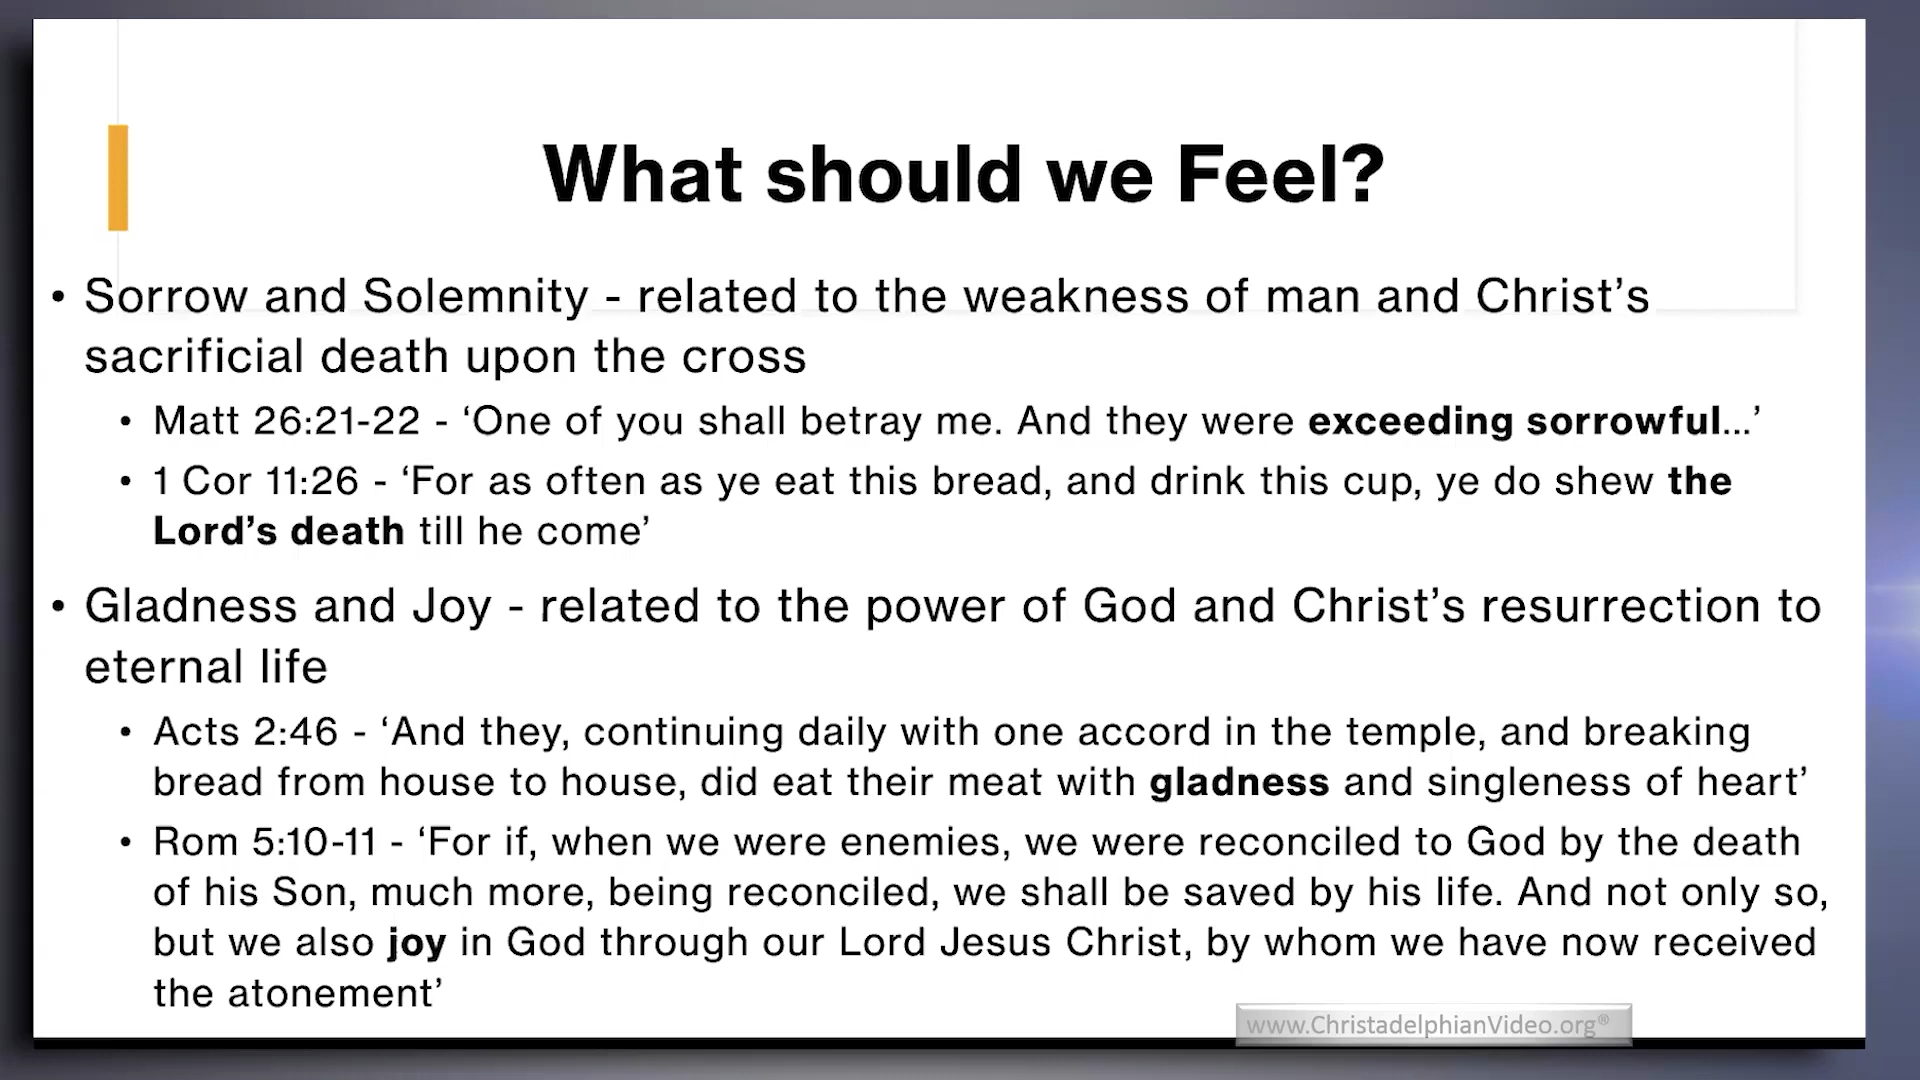 What should we Feel?
• Sorrow and Solemnity - related to the weakness of man and Christ’s
sacrificial death upon the cross
• Matt 26:21-22 - ‘One of you shall betray me. And they were exceeding sorrowful...’
• 1 Cor 11:26 - ‘For as often as ye eat this bread, and drink this cup, ye do shew the
Lord’s death till he come’
• Gladness and Joy - related to the power of God and Christ’s resurrection to
eternal life
• Acts 2:46 - ‘And they, continuing daily with one accord in the temple, and breaking
bread from house to house, did eat their meat with gladness and singleness of heart’
• Rom 5:10-11 - ‘For if, when we were enemies, we were reconciled to God by the death
of his Son, much more, being reconciled, we shall be saved by his life. And not only so,
but we also joy in God through our Lord Jesus Christ, by whom we have now received
the atonement’
www.ChristadelphianVideo.org®